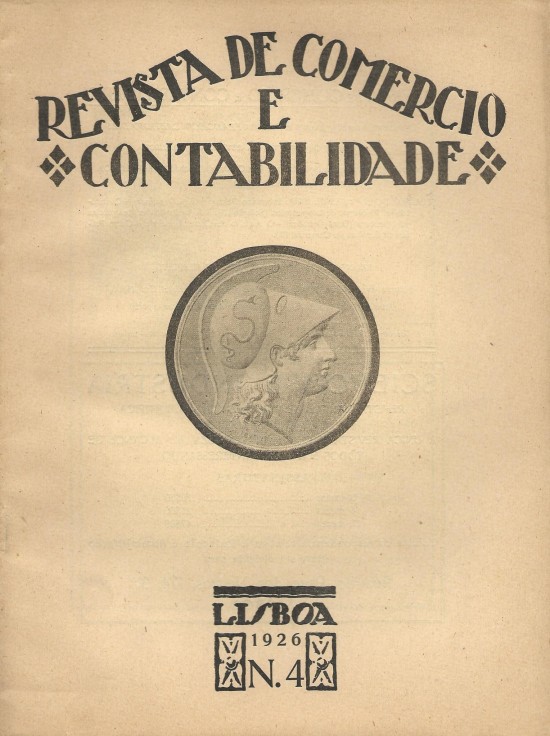 REVISTA DE COMERCIO
E
CONTABILIDADE
LISBOA
1926
N. 4